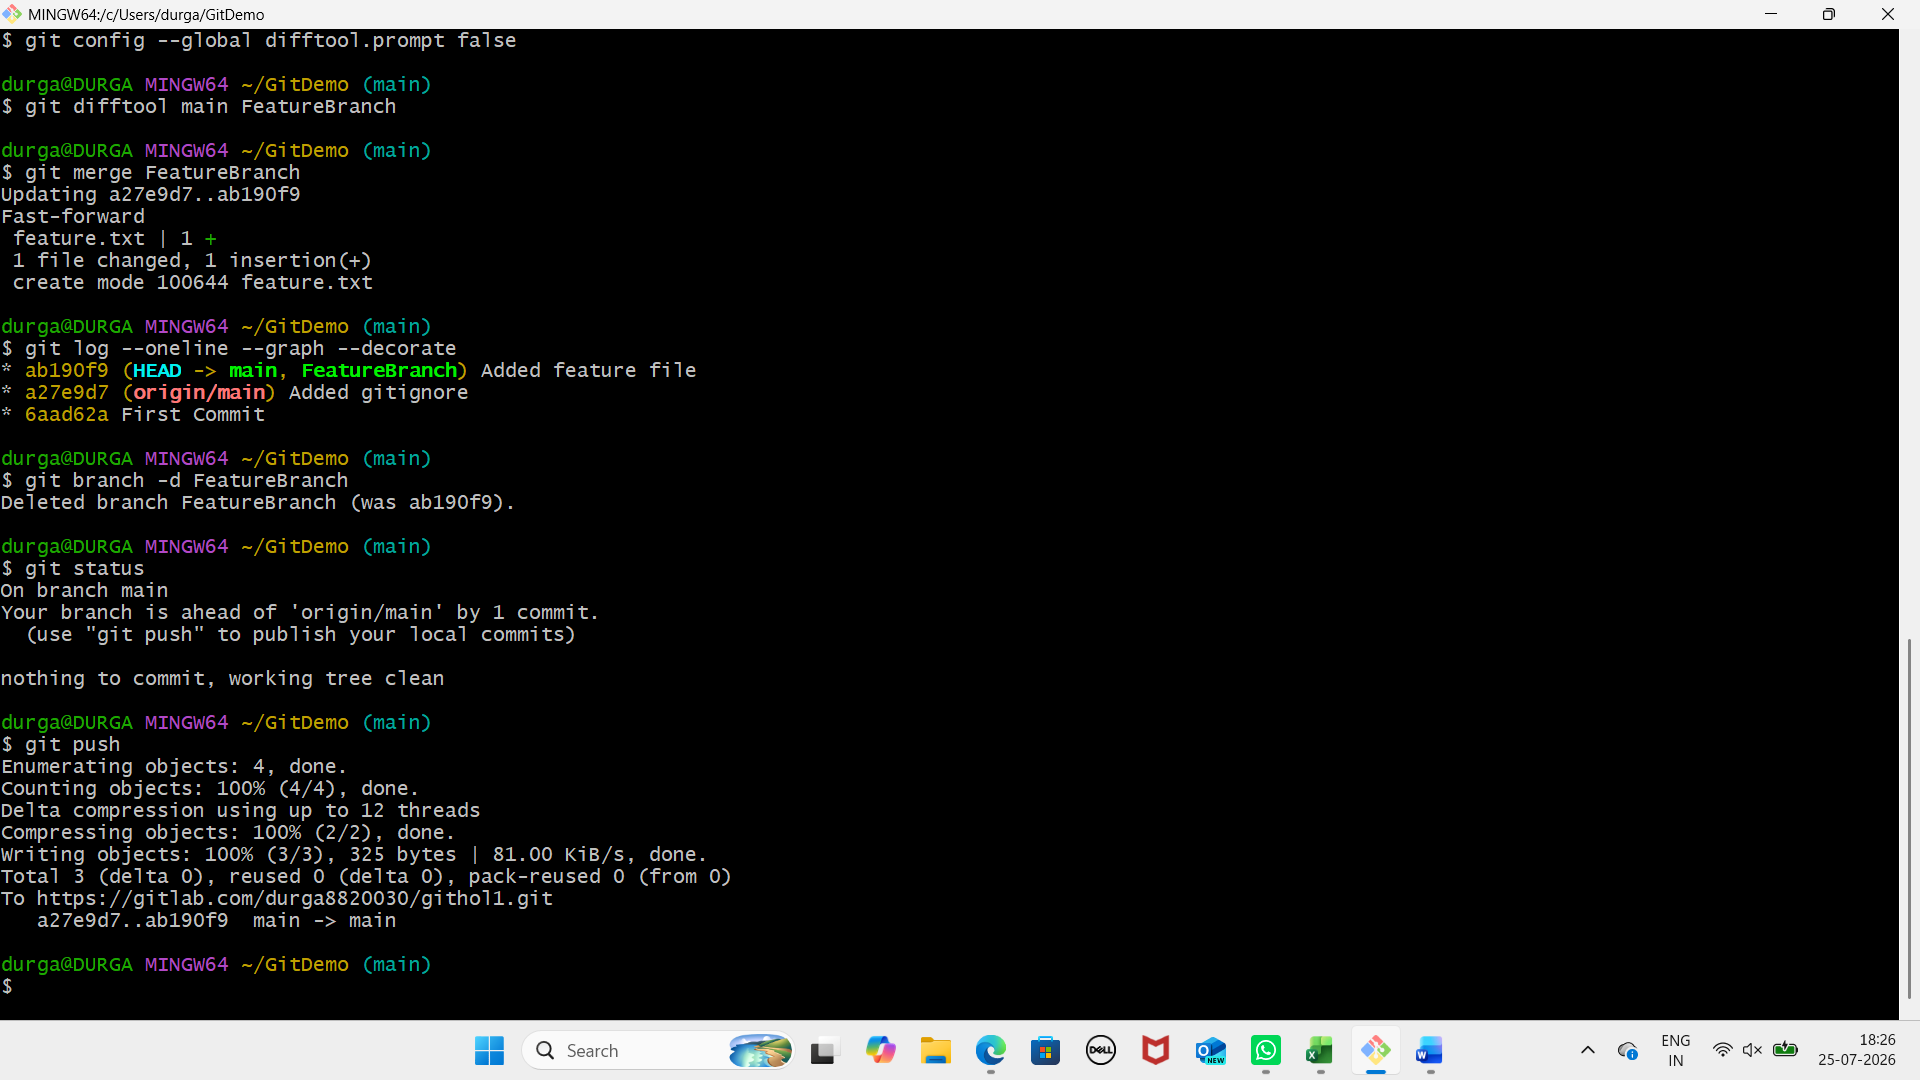 MINGW64:/c/Users/durga/GitDemo
$ git config --global difftool.prompt false
durga@DURGA MINGW64 ~/GitDemo (main)
$ git difftool main FeatureBranch
durga@DURGA MINGW64 ~/GitDemo (main)
$ git merge FeatureBranch
Updating a27e9d7..ab190f9
Fast-forward
 feature.txt | 1 +
 1 file changed, 1 insertion(+)
 create mode 100644 feature.txt
durga@DURGA MINGW64 ~/GitDemo (main)
$ git log --oneline --graph --decorate
* ab190f9 (HEAD -> main, FeatureBranch) Added feature file
* a27e9d7 (origin/main) Added gitignore
* 6aad62a First Commit
durga@DURGA MINGW64 ~/GitDemo (main)
$ git branch -d FeatureBranch
Deleted branch FeatureBranch (was ab190f9).
durga@DURGA MINGW64 ~/GitDemo (main)
$ git status
On branch main
Your branch is ahead of 'origin/main' by 1 commit.
  (use "git push" to publish your local commits)
nothing to commit, working tree clean
durga@DURGA MINGW64 ~/GitDemo (main)
$ git push
Enumerating objects: 4, done.
Counting objects: 100% (4/4), done.
Delta compression using up to 12 threads
Compressing objects: 100% (2/2), done.
Writing objects: 100% (3/3), 325 bytes | 81.00 KiB/s, done.
Total 3 (delta 0), reused 0 (delta 0), pack-reused 0 (from 0)
To https://gitlab.com/durga8820030/githol1.git
   a27e9d7..ab190f9  main -> main
durga@DURGA MINGW64 ~/GitDemo (main)
$
Search
DELL
NEW
ENG
IN
18:26
25-07-2026